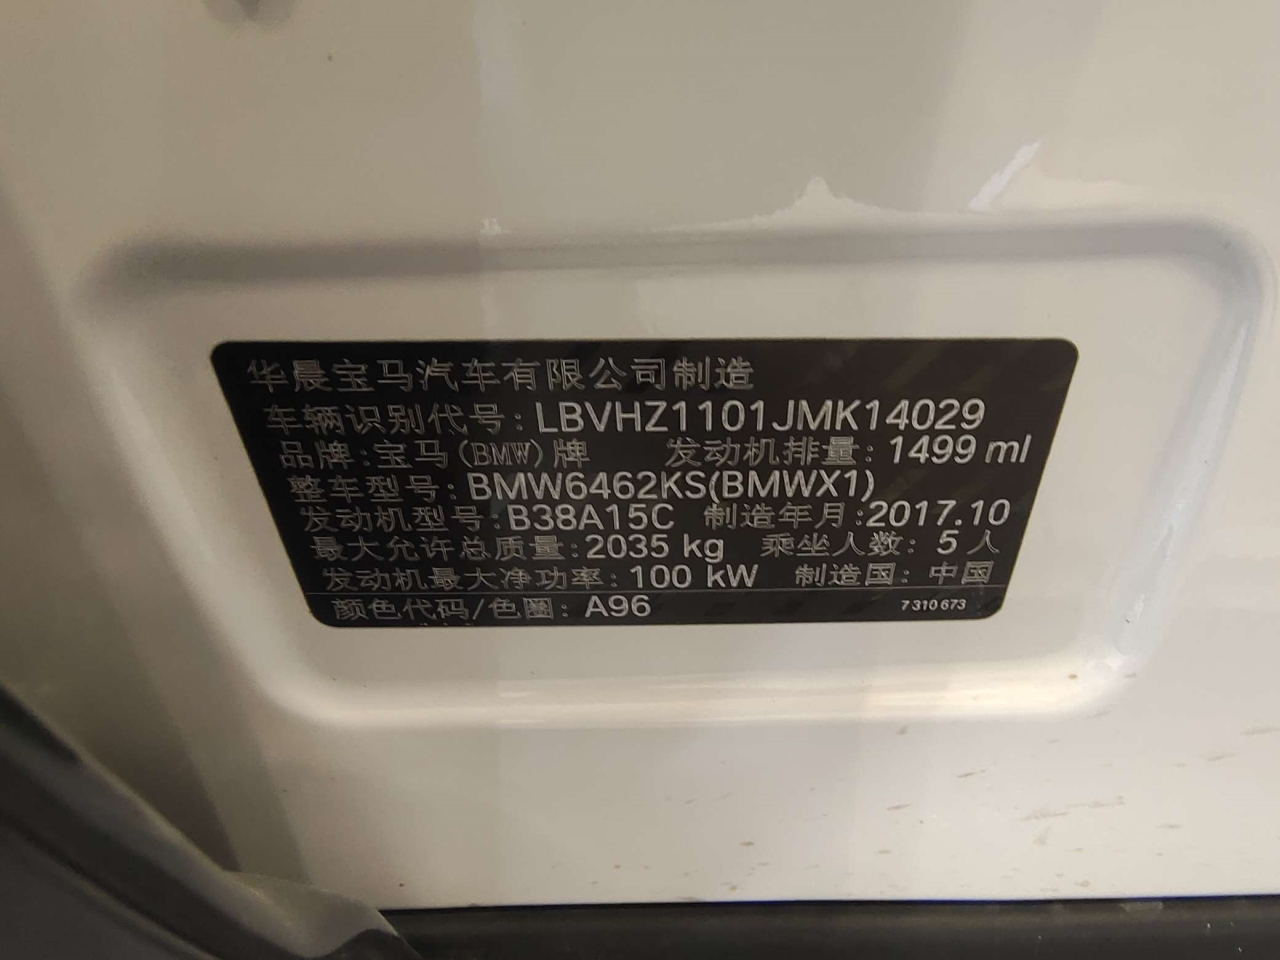 华晨宝马汽车有限公司制造
车辆识别代号: LBVHZ1101JMK14029
品牌: 宝马(BMW)牌 发动机排量: 1499 ml
整车型号: BMW6462KS(BMWX1)
发动机型号: B38A15C 制造年月: 2017.10
最大允许总质量: 2035 kg 乘坐人数: 5人
发动机最大净功率: 100 kW 制造国: 中国
颜色代码/色圈: A96 7310673